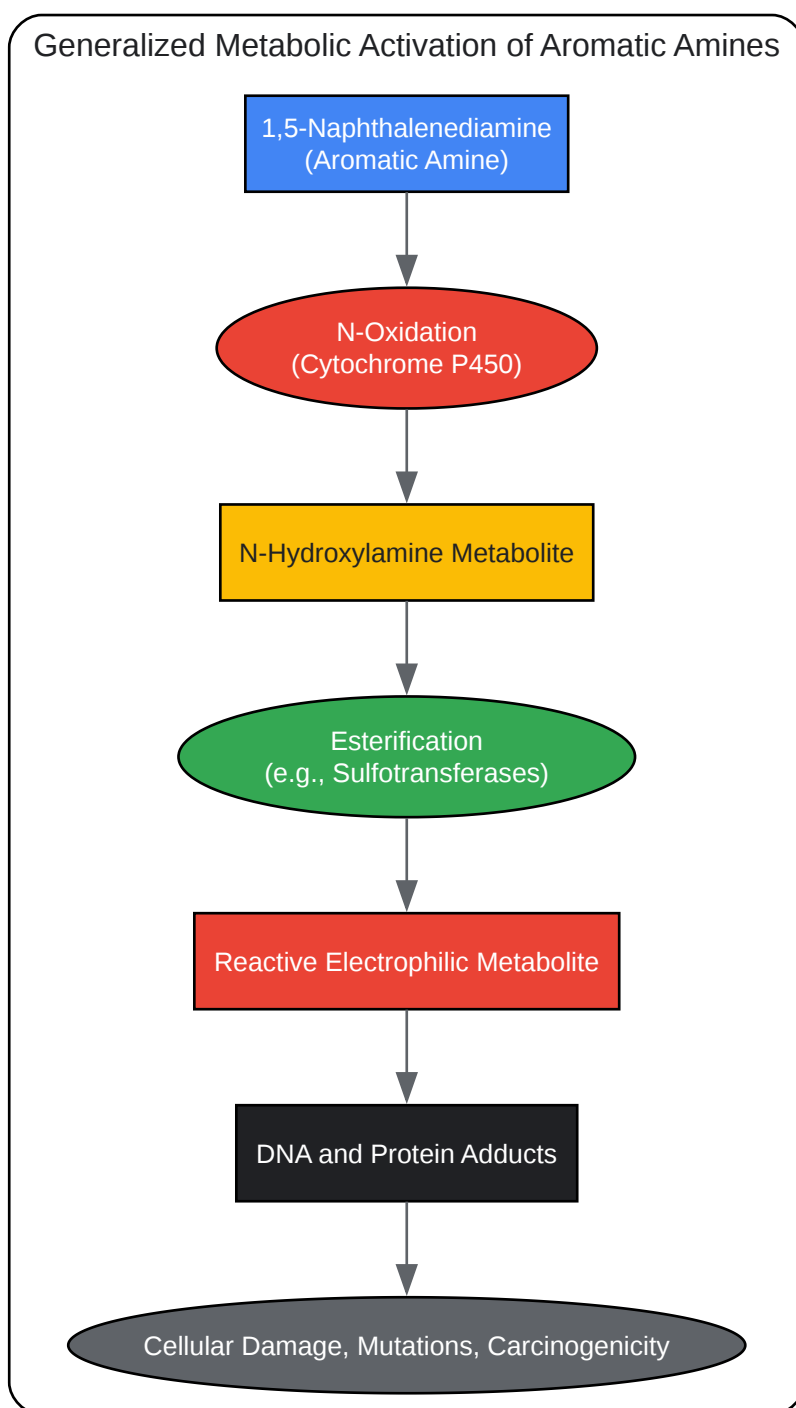 Generalized Metabolic Activation of Aromatic Amines
1,5-Naphthalenediamine
(Aromatic Amine)
N-Oxidation
(Cytochrome P450)
N-Hydroxylamine Metabolite
Esterification
(e.g., Sulfotransferases)
Reactive Electrophilic Metabolite
DNA and Protein Adducts
Cellular Damage, Mutations, Carcinogenicity